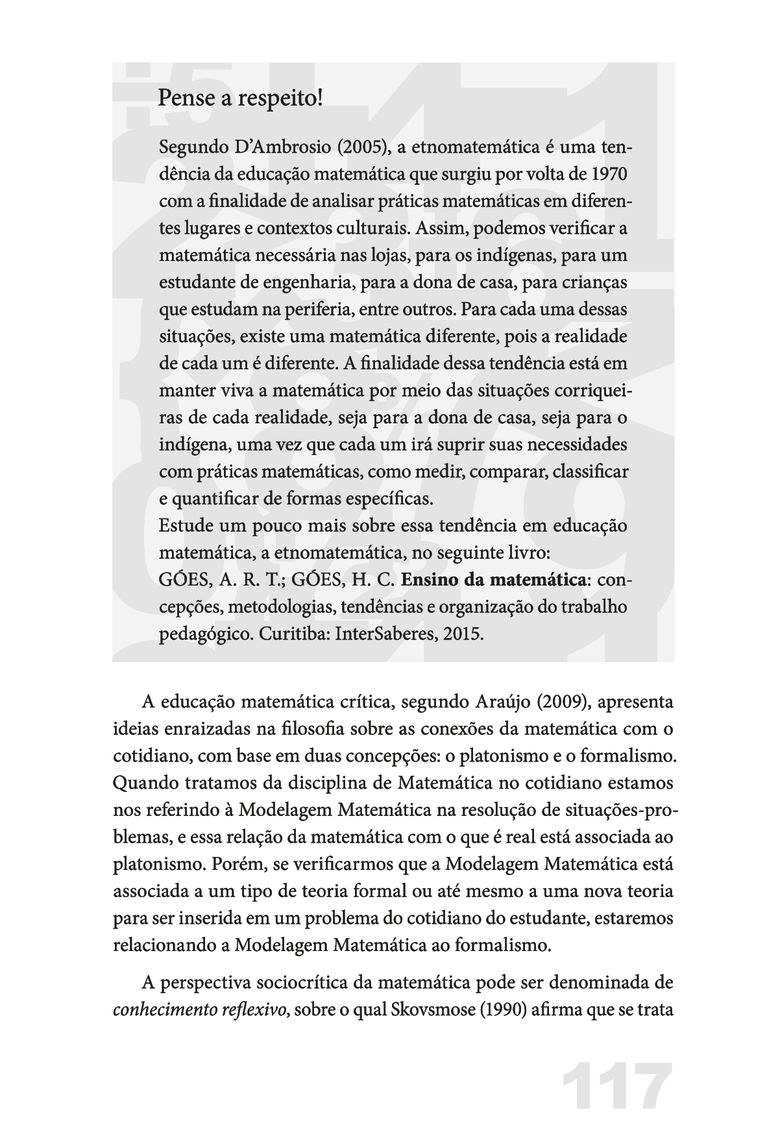 Pense a respeito!
Segundo D’Ambrosio (2005), a etnomatemática é uma ten-
dência da educação matemática que surgiu por volta de 1970
com a finalidade de analisar práticas matemáticas em diferen-
tes lugares e contextos culturais. Assim, podemos verificar a
matemática necessária nas lojas, para os indígenas, para um
estudante de engenharia, para a dona de casa, para crianças
que estudam na periferia, entre outros. Para cada uma dessas
situações, existe uma matemática diferente, pois a realidade
de cada um é diferente. A finalidade dessa tendência está em
manter viva a matemática por meio das situações corriquei-
ras de cada realidade, seja para a dona de casa, seja para o
indígena, uma vez que cada um irá suprir suas necessidades
com práticas matemáticas, como medir, comparar, classificar
e quantificar de formas específicas.
Estude um pouco mais sobre essa tendência em educação
matemática, a etnomatemática, no seguinte livro:
GÓES, A. R. T.; GÓES, H. C. Ensino da matemática: con-
cepções, metodologias, tendências e organização do trabalho
pedagógico. Curitiba: InterSaberes, 2015.
A educação matemática crítica, segundo Araújo (2009), apresenta
ideias enraizadas na filosofia sobre as conexões da matemática com o
cotidiano, com base em duas concepções: o platonismo e o formalismo.
Quando tratamos da disciplina de Matemática no cotidiano estamos
nos referindo à Modelagem Matemática na resolução de situações-pro-
blemas, e essa relação da matemática com o que é real está associada ao
platonismo. Porém, se verificarmos que a Modelagem Matemática está
associada a um tipo de teoria formal ou até mesmo a uma nova teoria
para ser inserida em um problema do cotidiano do estudante, estaremos
relacionando a Modelagem Matemática ao formalismo.
A perspectiva sociocrítica da matemática pode ser denominada de
conhecimento reflexivo, sobre o qual Skovsmose (1990) afirma que se trata
117